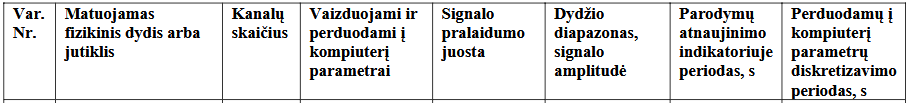 Var.
Nr.
Matuojamas
fizikinis dydis arba
jutiklis
Kanalų
skaičius
Vaizduojami ir
perduodami į
kompiuterį
parametrai
Signalo
pralaidumo
juosta
Dydžio
diapazonas,
signalo
amplitudė
Parodymų
atnaujinimo
indikatoriuje
periodas, s
Perduodamų į
kompiuterį
parametrų
diskretizavimo
periodas, s